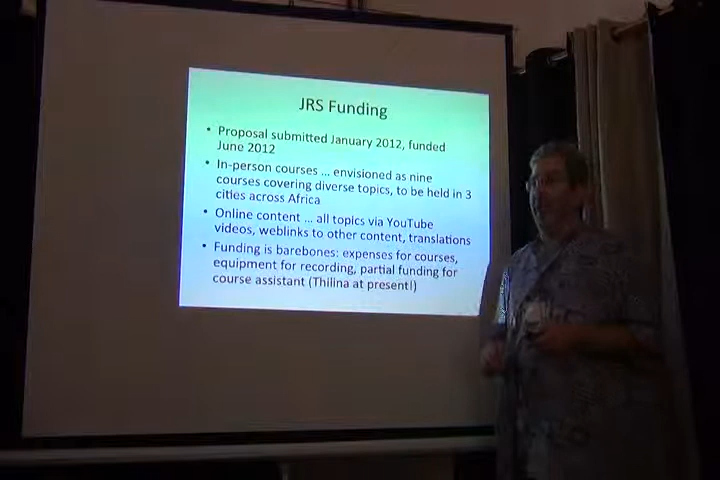 JRS Funding
• Proposal submitted January 2012, funded
June 2012
• In-person courses ... envisioned as nine
courses covering diverse topics, to be held in 3
cities across Africa
• Online content ... all topics via YouTube
videos, weblinks to other content, translations
• Funding is barebones: expenses for courses,
equipment for recording, partial funding for
course assistant (Thilina at present!)